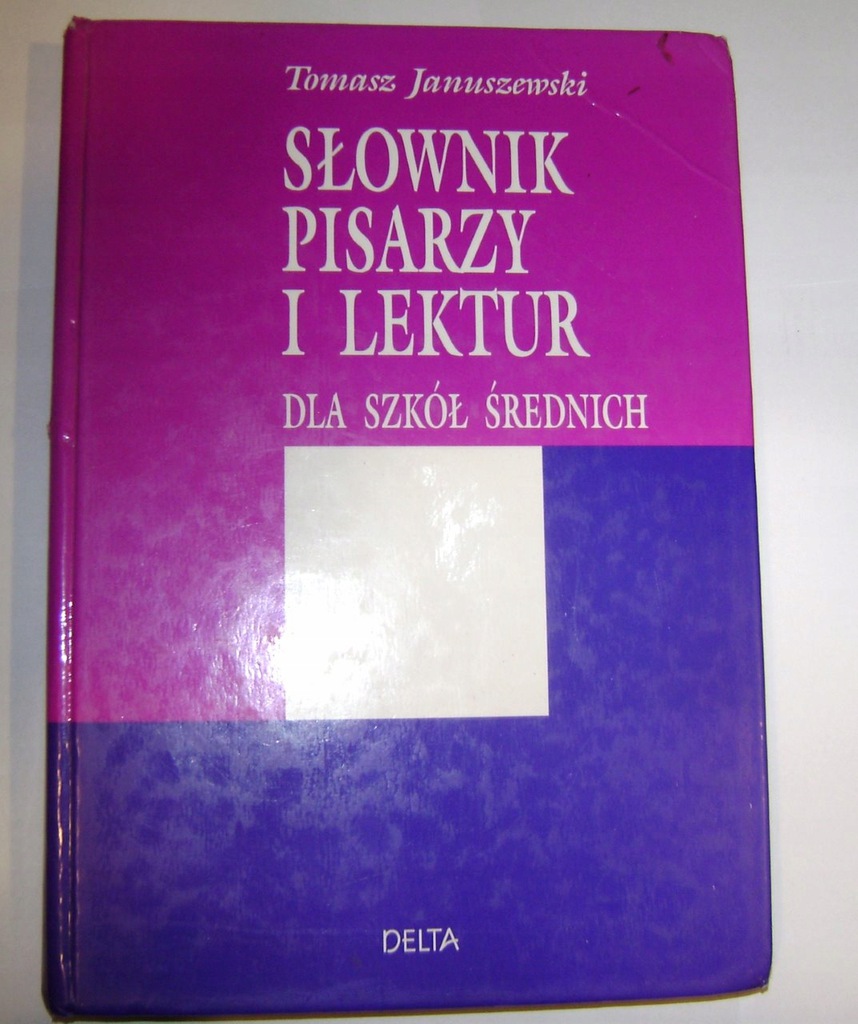 Tomasz Januszewski
SŁOWNIK
PISARZY
I LEKTUR
DLA SZKÓŁ ŚREDNICH
DELTA